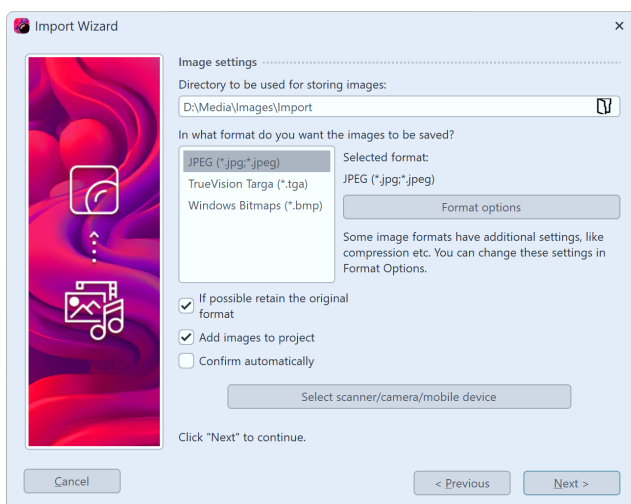 Import Wizard
Image settings
Directory to be used for storing images:
D:\Media\Images\Import
In what format do you want the images to be saved?
JPEG (*.jpg;*.jpeg)
TrueVision Targa (*.tga)
Windows Bitmaps (*.bmp)
Selected format:
JPEG (*.jpg;*.jpeg)
Format options
Some image formats have additional settings, like
compression etc. You can change these settings in
Format Options.
If possible retain the original
format
Add images to project
Confirm automatically
Select scanner/camera/mobile device
Click "Next" to continue.
Cancel
< Previous
Next >